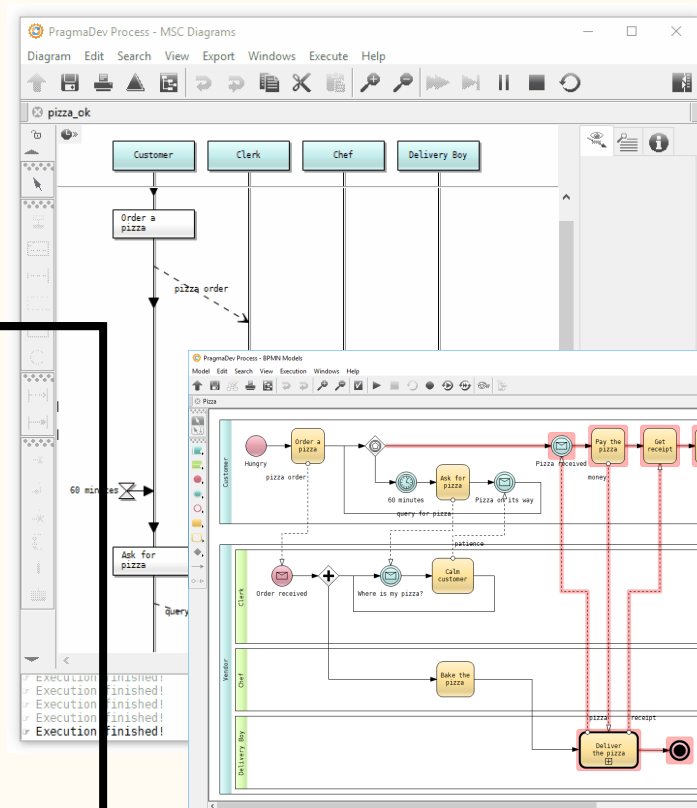 PragmaDev Process - MSC Diagrams
Diagram Edit Search View Export Windows Execute Help
pizza_ok
Customer Clerk Chef Delivery Boy
Order a
pizza
pizza order
60 minutes
Ask for
pizza
query
Execution finished!
Execution finished!
Execution finished!
Execution finished!
Execution finished!
PragmaDev Process - BPMN Models
Model Edit Search View Execution Windows Help
Pizza
Customer
Hungry
Order a
pizza
pizza order
60 minutes
Ask for
pizza
Pizza on its way
query for pizza
Pizza received
Pay the
pizza
money
Get
receipt
patience
Vendor
Clerk
Order received
Where is my pizza?
Calm
customer
Chef
Bake the
pizza
Delivery Boy
pizza
receipt
Deliver
the pizza